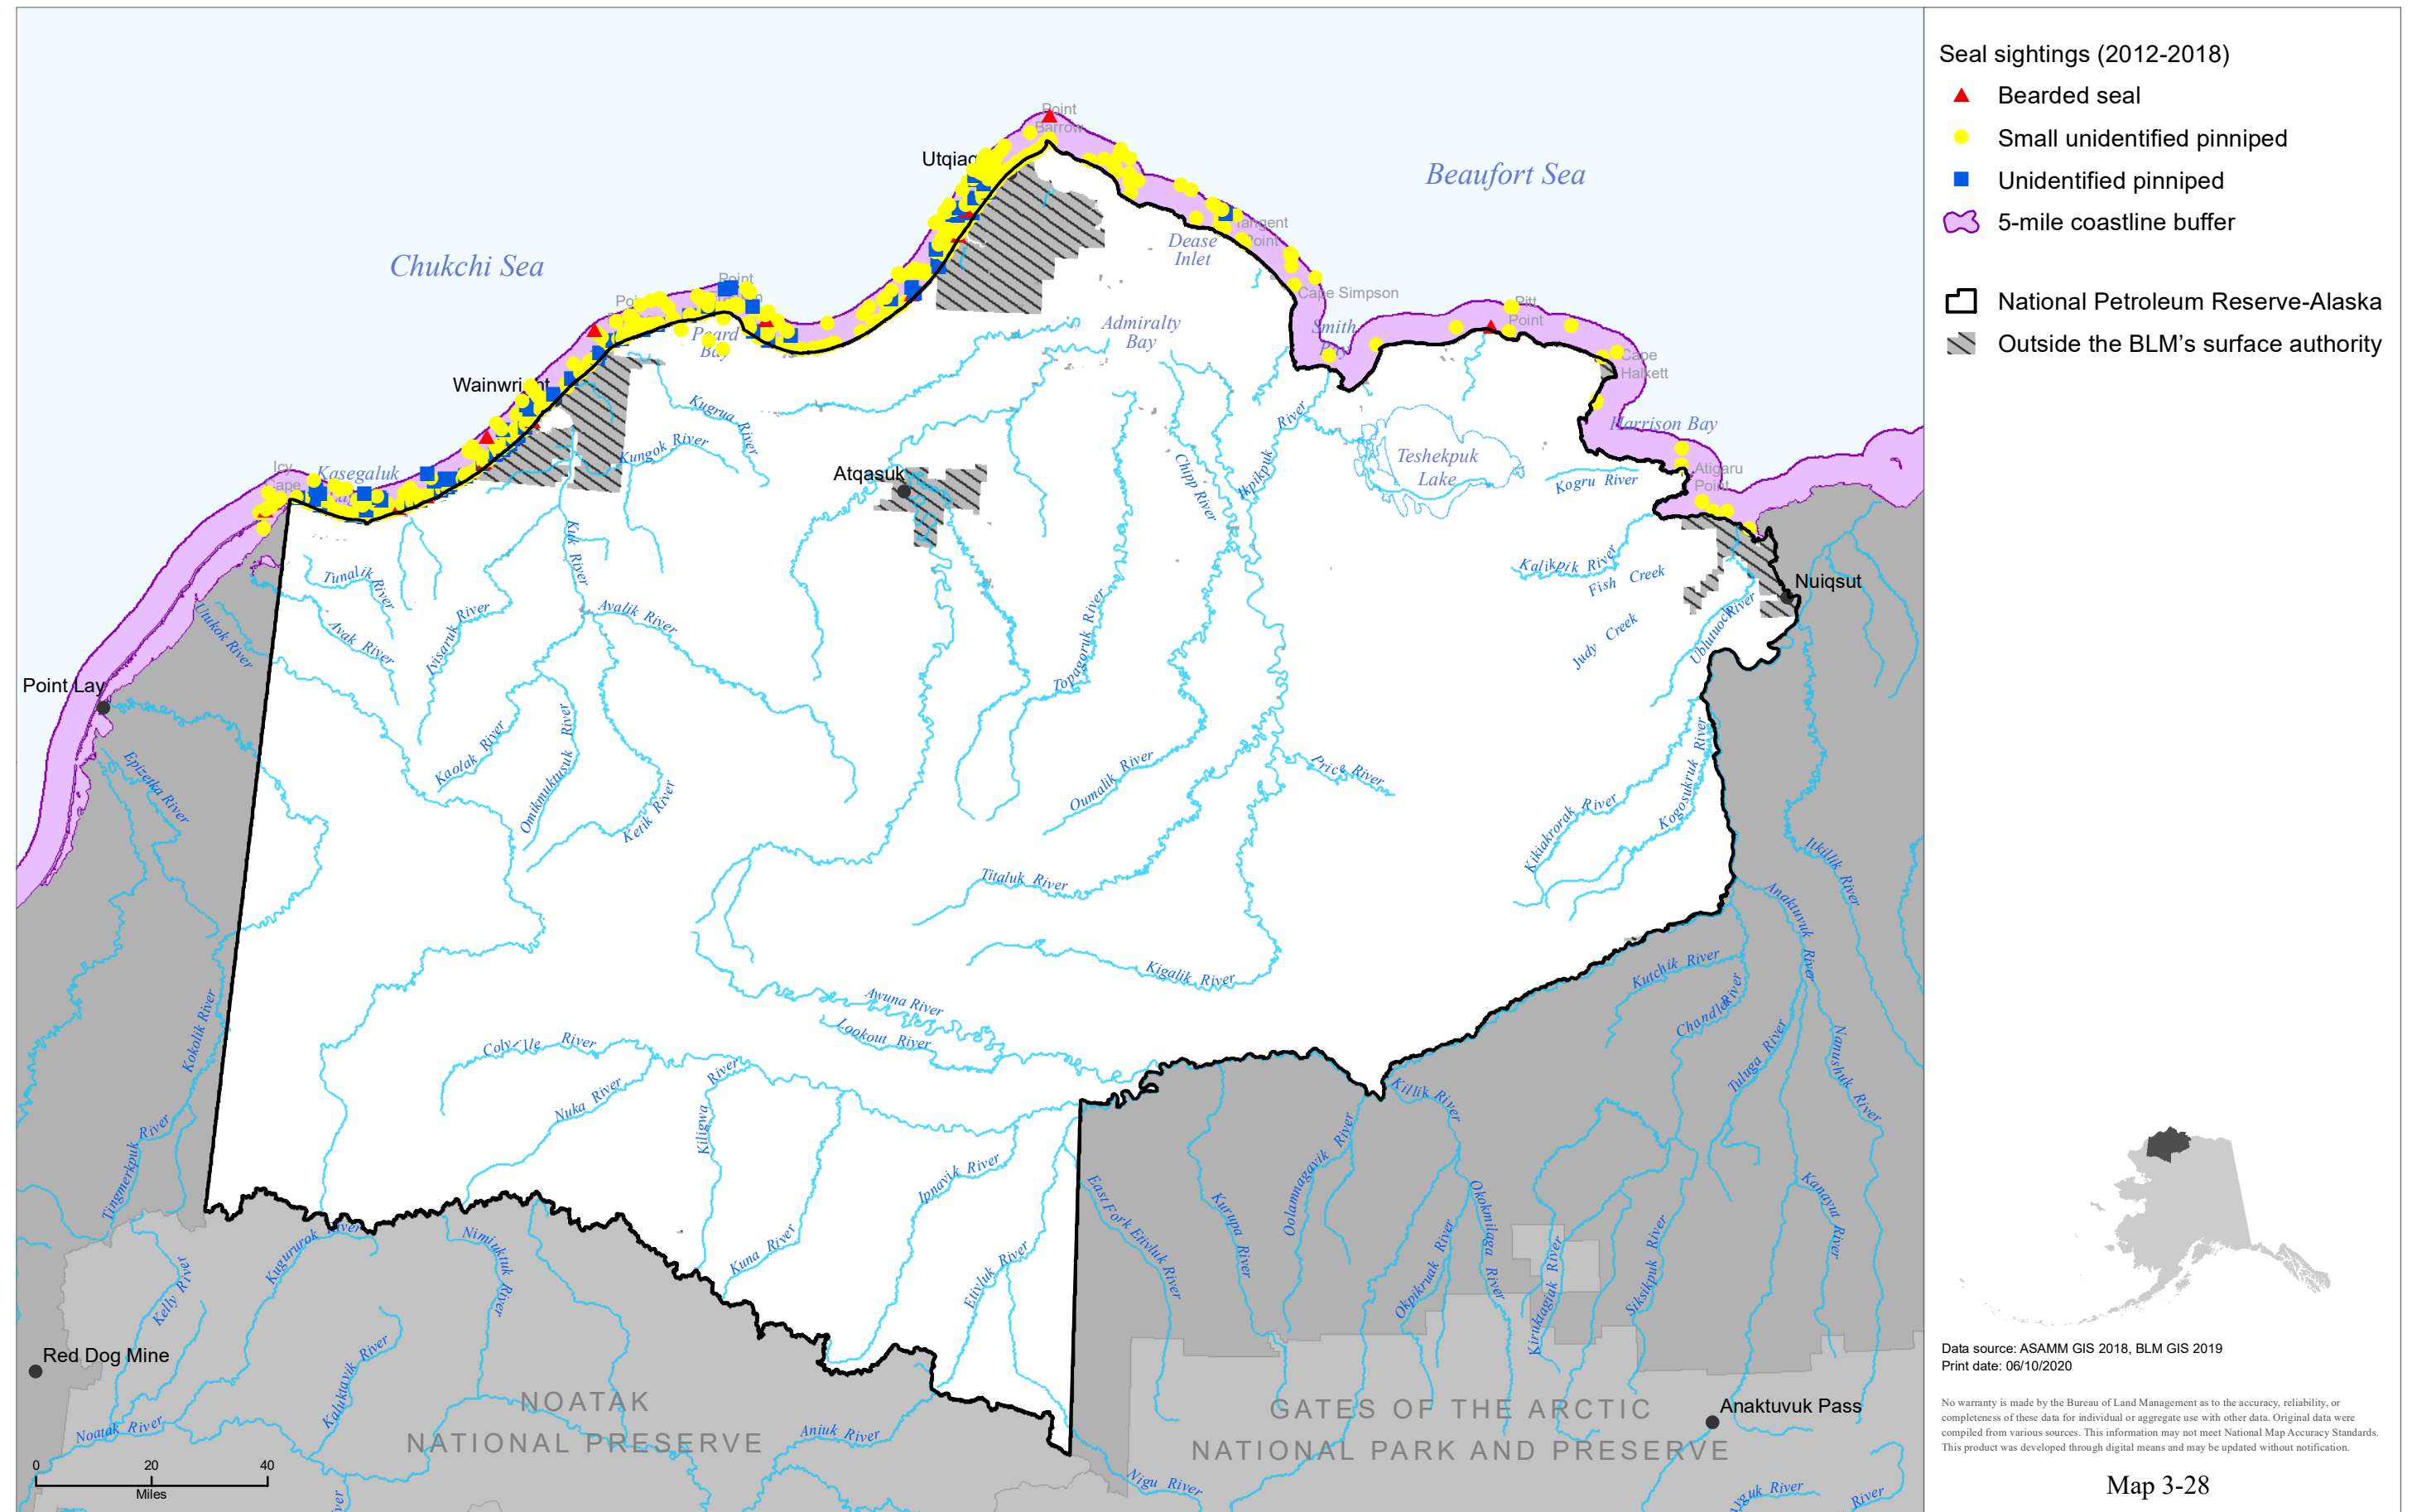 Seal sightings (2012-2018)
Bearded seal
Small unidentified pinniped
Unidentified pinniped
5-mile coastline buffer
National Petroleum Reserve-Alaska
Outside the BLM's surface authority
Point
Barrow
Beaufort Sea
Chukchi Sea
Tangent
Point
Dease
Inlet
Point
Cape Simpson
Pitt
Point
Smith
Admiralty
Bay
Peard
Bay
Cape
Halkett
Harrison Bay
Kugrua River
Kungok River
Icy
Cape
Kasegaluk
Atqasuk
Chipp River
Ikpikpuk River
Teshekpuk
Lake
Kogru River
Atigaru
Point
Kuk River
Kalikpik River
Fish Creek
Nuiqsut
Tunalik River
Utukok River
Avak River
Ivisaruk River
Avalik River
Topagoruk River
Judy Creek
Ublutuoch River
Point Lay
Epizetka River
Kaolak River
Omikmuktusuk River
Ketik River
Oumalik River
Price River
Kikiakrorak River
Kogosukruk River
Itkillik River
Titaluk River
Anaktuvuk River
Kigalik River
Kutchik River
Awuna River
Lookout River
Chandler River
Kokolik River
River
Nuka River
Kiligwa River
Killik River
Tuluga River
Nanushuk River
Tingmerkpuk River
Ipnavik River
East Fork Etivluk River
Kurupa River
Oolamnagavik River
Okokmilaga River
Okpikruak River
Kiruktagiak River
Siksikpuk River
Kanayut River
Kugururok River
Nimiuktuk River
Kuna River
Etivluk River
Kelly River
Red Dog Mine
Kaluktavik River
Noatak River
NOATAK
NATIONAL PRESERVE
Aniuk River
GATES OF THE ARCTIC
NATIONAL PARK AND PRESERVE
Anaktuvuk Pass
Nigu River
River
0 20 40
Miles
Data source: ASAMM GIS 2018, BLM GIS 2019
Print date: 06/10/2020
No warranty is made by the Bureau of Land Management as to the accuracy, reliability, or
completeness of these data for individual or aggregate use with other data. Original data were
compiled from various sources. This information may not meet National Map Accuracy Standards.
This product was developed through digital means and may be updated without notification.
Map 3-28